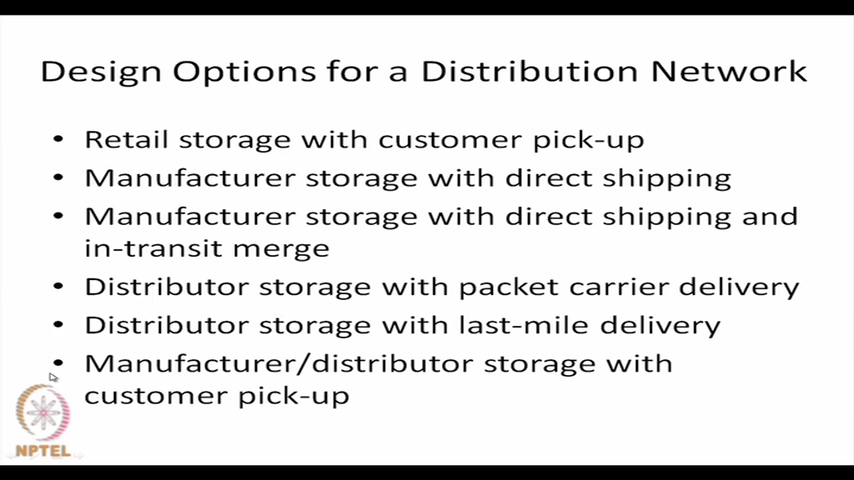 Design Options for a Distribution Network
• Retail storage with customer pick-up
• Manufacturer storage with direct shipping
• Manufacturer storage with direct shipping and
in-transit merge
• Distributor storage with packet carrier delivery
• Distributor storage with last-mile delivery
• Manufacturer/distributor storage with
customer pick-up
NPTEL